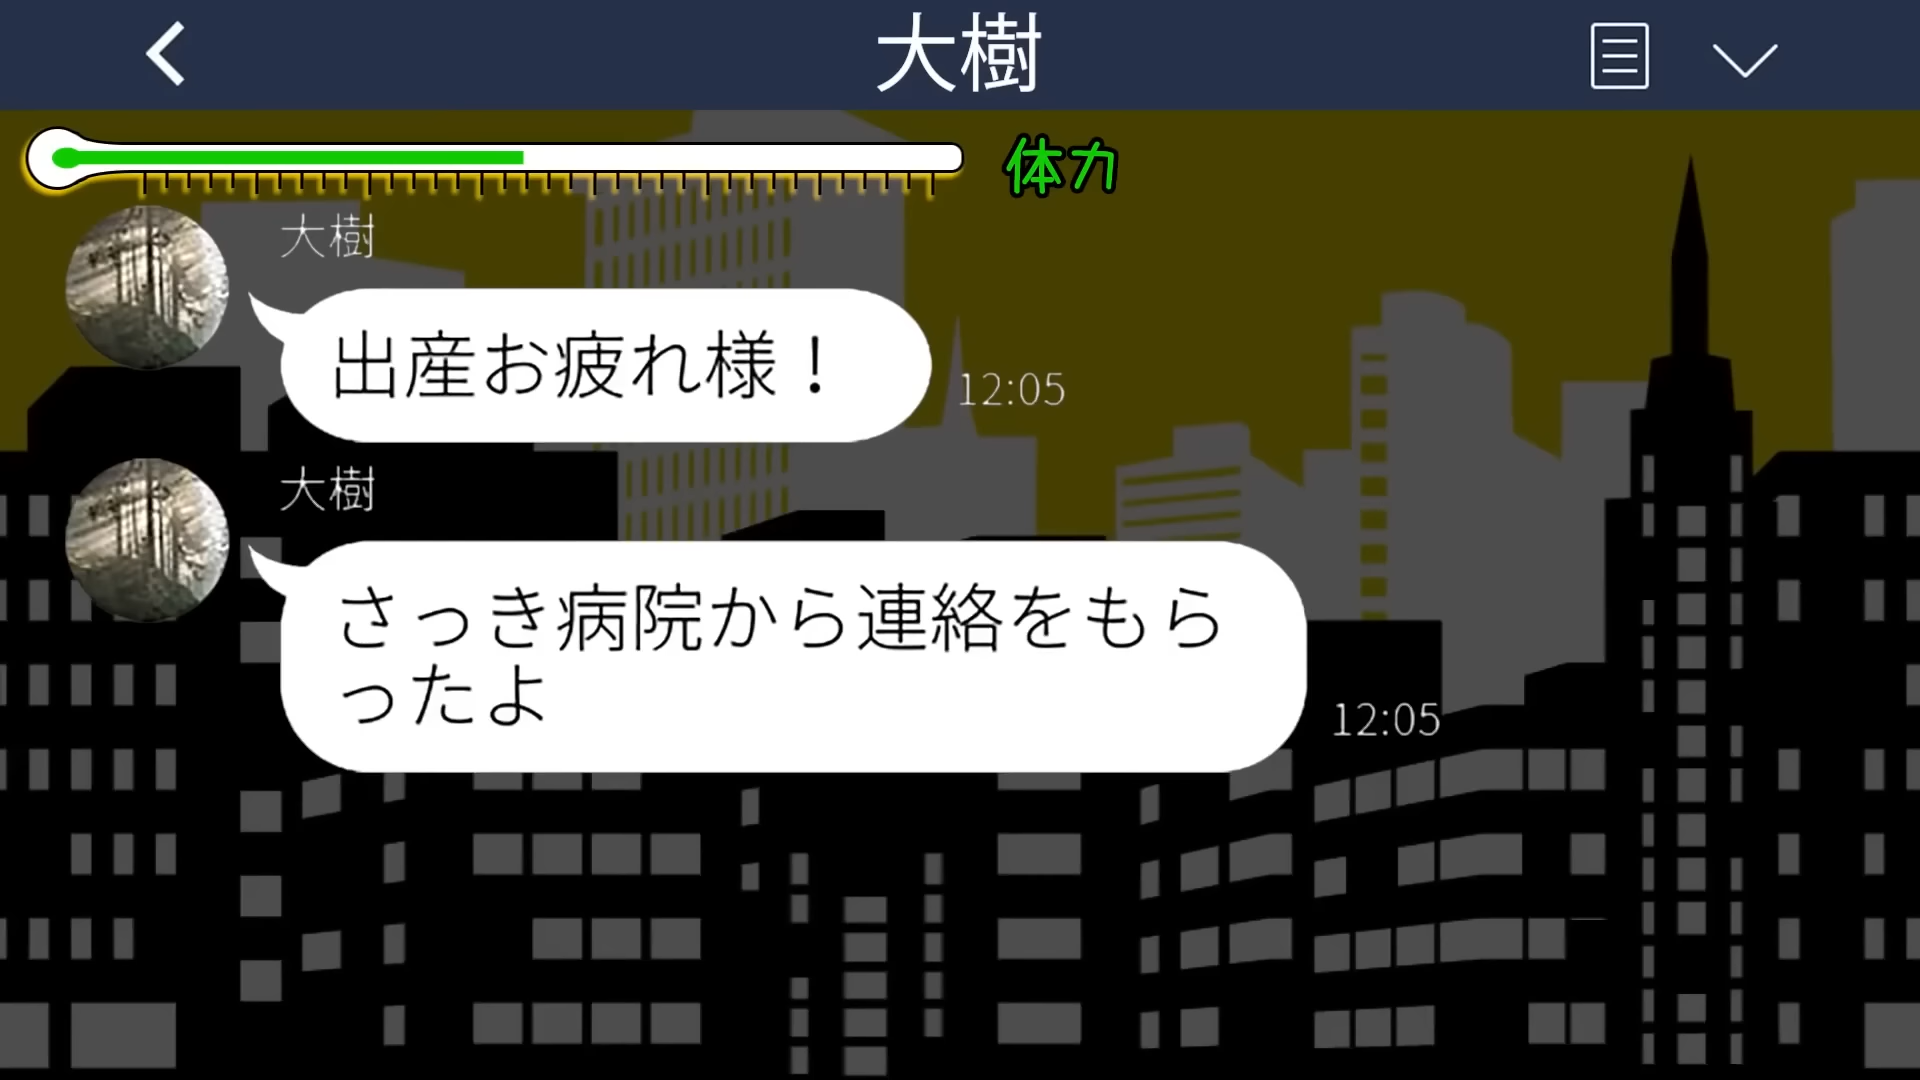 大樹
体力
大樹
出産お疲れ様！
12:05
大樹
さっき病院から連絡をもら
ったよ
12:05